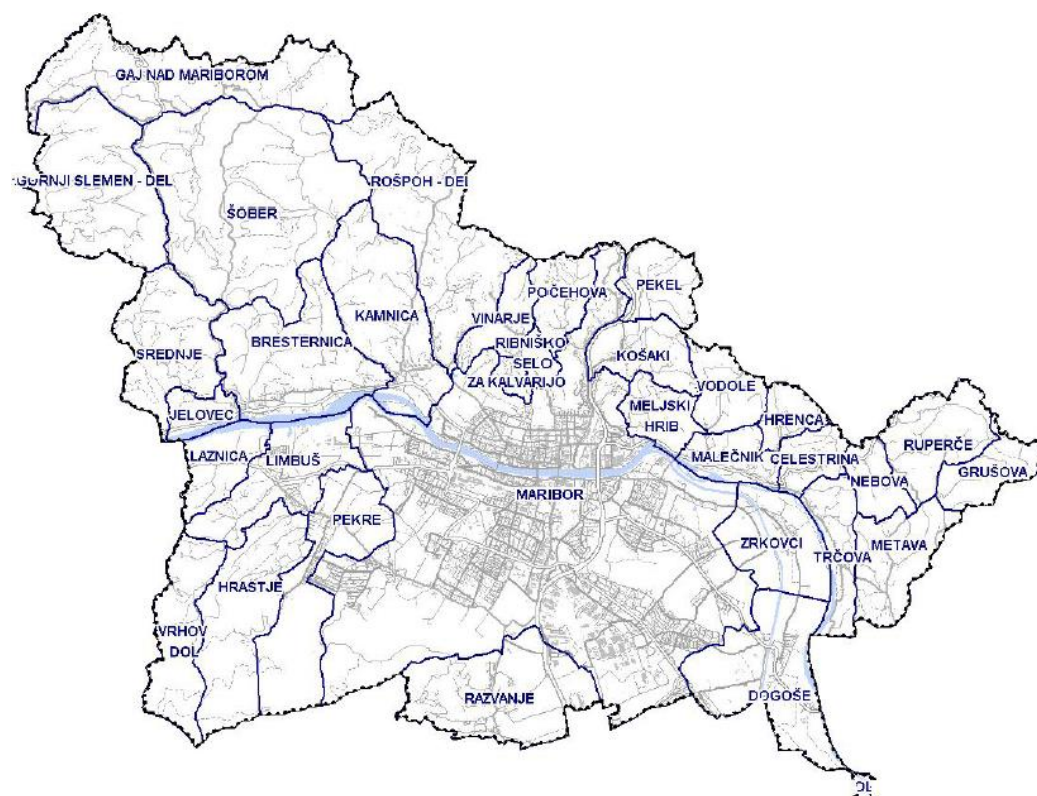 GAJ NAD MARIBOROM
GORNJI SLEMEN - DEL
ROŠPOH - DEL
ŠOBER
PEKEL
POČEHOVA
KAMNICA
VINARJE
BRESTERNICA
RIBNIŠKO
SELO
SREDNJE
KOŠAKI
ZA KALVARIJO
VODOLE
JELOVEC
MELJSKI
HRIB
HRENCA
RUPERČE
LAZNICA
LIMBUŠ
MALEČNIK
CELESTRINA
GRUŠOVA
NEBOVA
MARIBOR
PEKRE
ZRKOVCI
METAVA
TRČOVA
HRASTJE
VRHOV
DOL
RAZVANJE
DOGOŠE